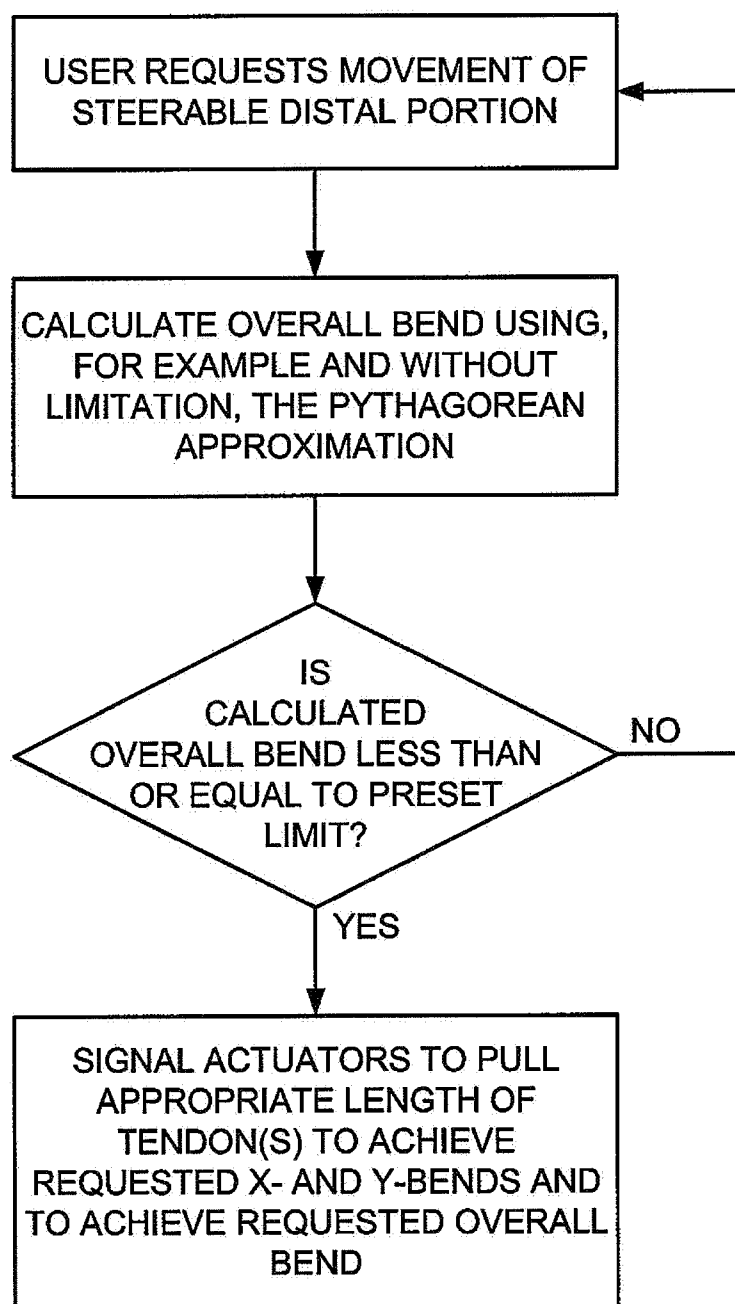 USER REQUESTS MOVEMENT OF
STEERABLE DISTAL PORTION
CALCULATE OVERALL BEND USING,
FOR EXAMPLE AND WITHOUT
LIMITATION, THE PYTHAGOREAN
APPROXIMATION
IS
CALCULATED
OVERALL BEND LESS THAN
OR EQUAL TO PRESET
LIMIT?
NO
YES
SIGNAL ACTUATORS TO PULL
APPROPRIATE LENGTH OF
TENDON(S) TO ACHIEVE
REQUESTED X- AND Y-BENDS AND
TO ACHIEVE REQUESTED OVERALL
BEND